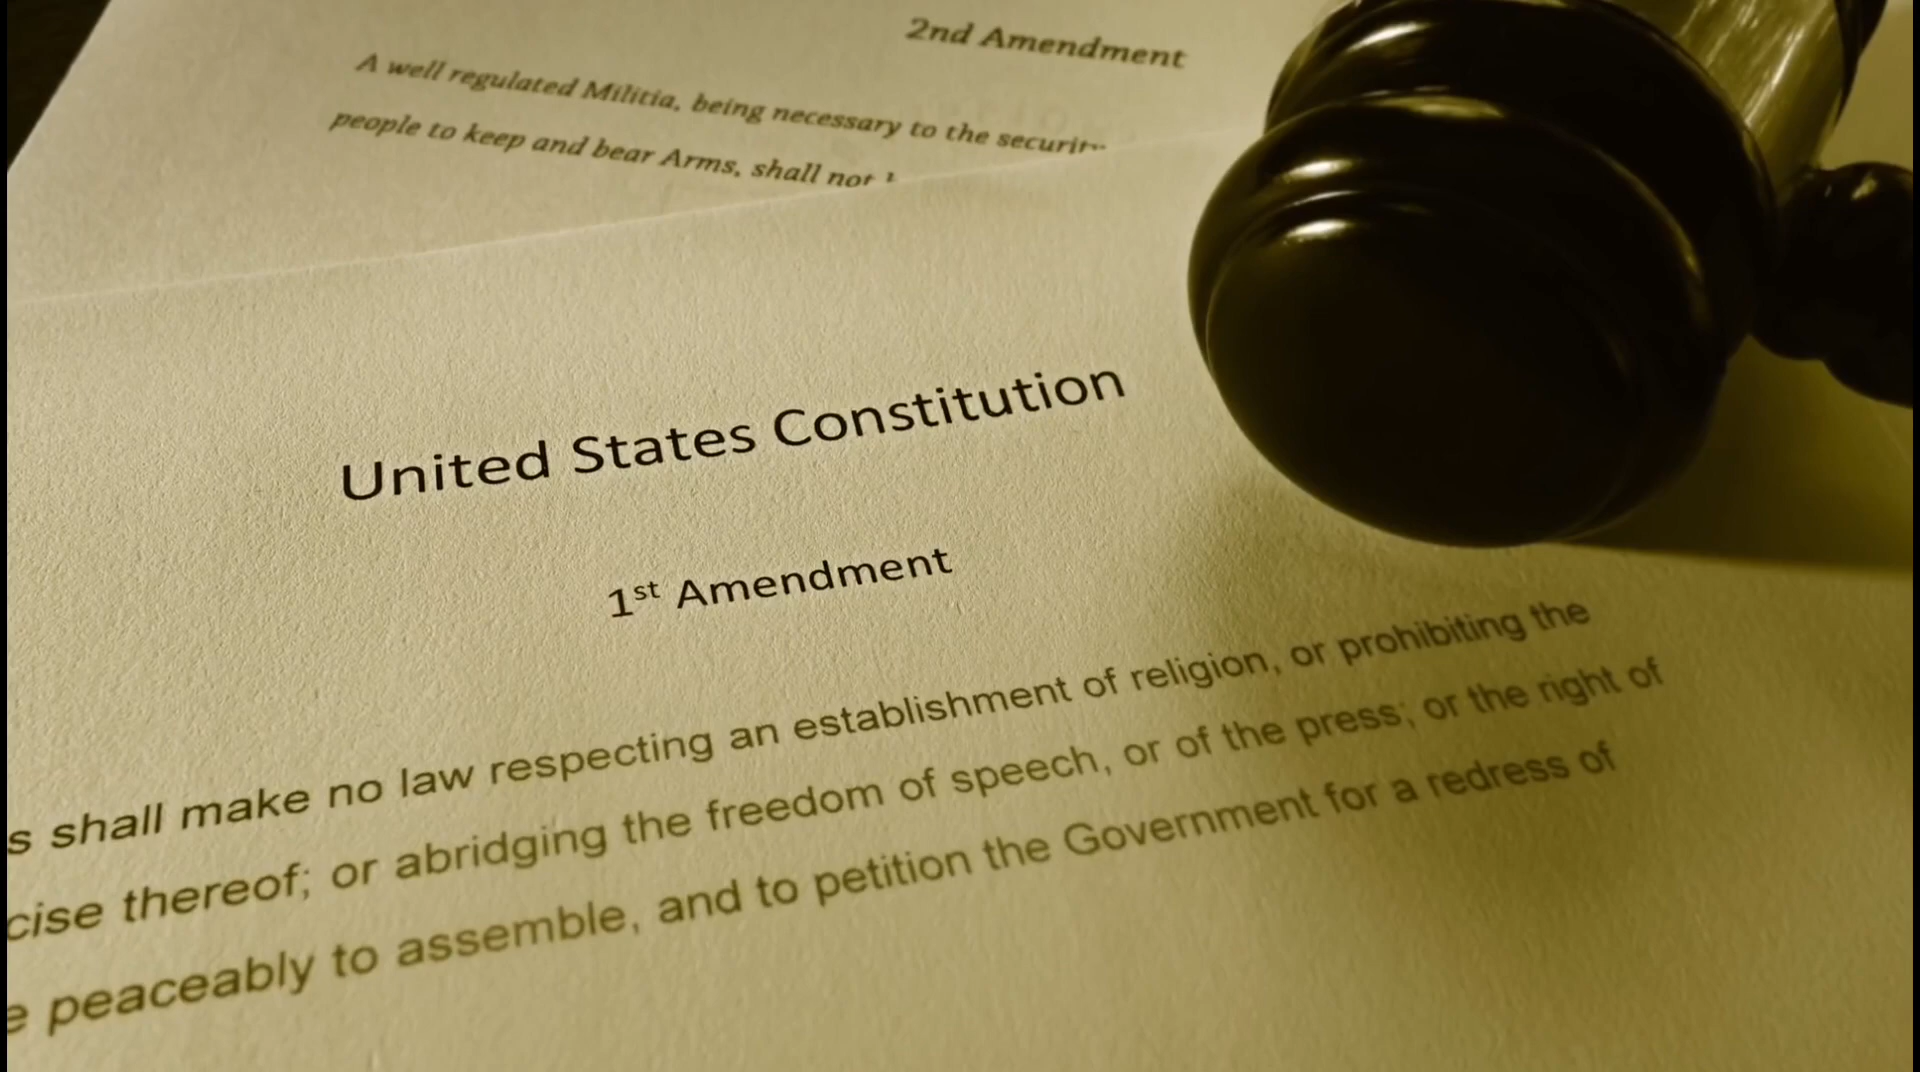 2nd Amendment
A well regulated Militia, being necessary to the security
people to keep and bear Arms, shall not
United States Constitution
1st Amendment
s shall make no law respecting an establishment of religion, or prohibiting the
cise thereof; or abridging the freedom of speech, or of the press; or the right of
e peaceably to assemble, and to petition the Government for a redress of